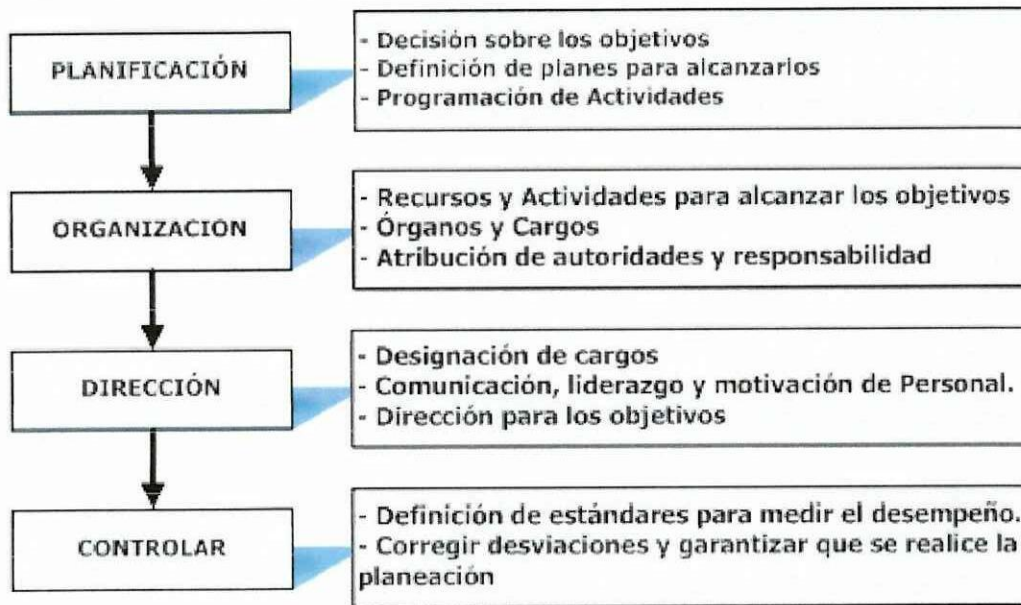 PLANIFICACIÓN
- Decisión sobre los objetivos
- Definición de planes para alcanzarlos
- Programación de Actividades
ORGANIZACIÓN
- Recursos y Actividades para alcanzar los objetivos
- Órganos y Cargos
- Atribución de autoridades y responsabilidad
DIRECCIÓN
- Designación de cargos
- Comunicación, liderazgo y motivación de Personal.
- Dirección para los objetivos
CONTROLAR
- Definición de estándares para medir el desempeño.
- Corregir desviaciones y garantizar que se realice la
planeación